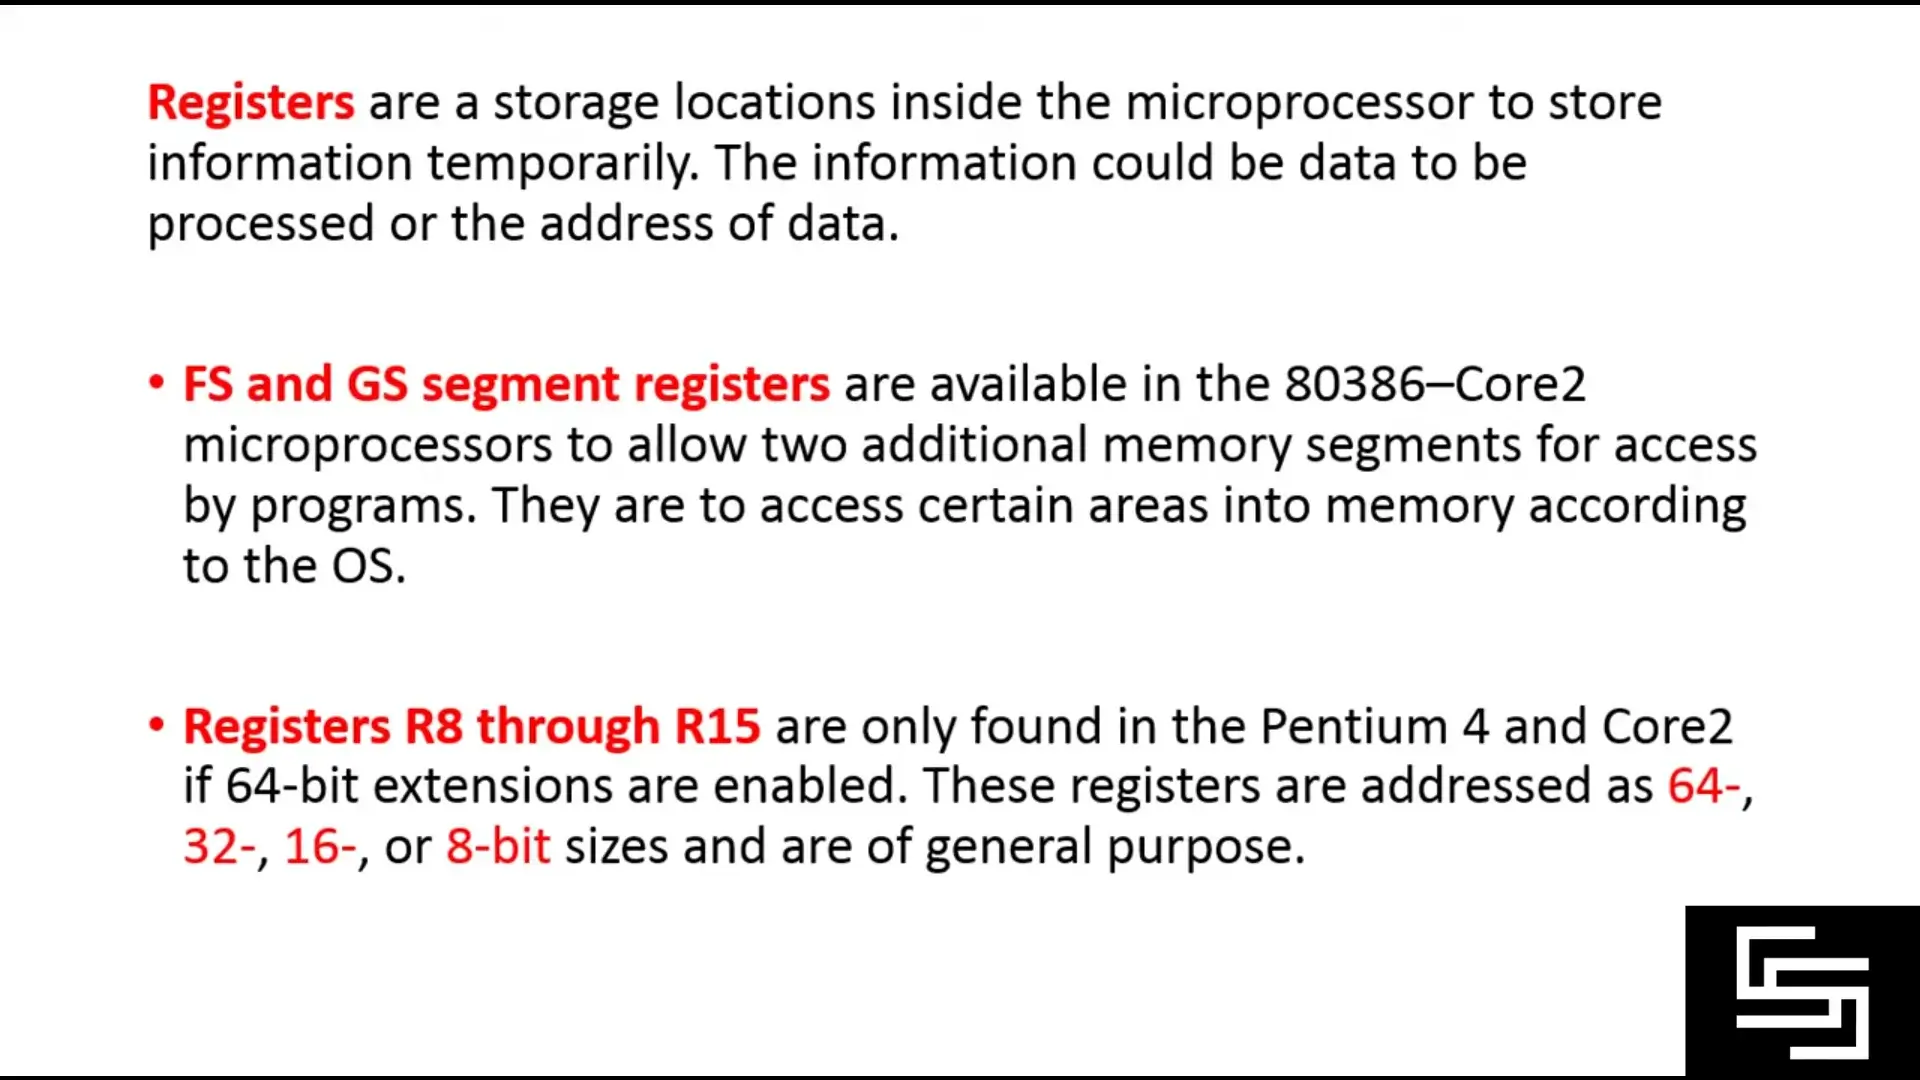 Registers are a storage locations inside the microprocessor to store
information temporarily. The information could be data to be
processed or the address of data.
• FS and GS segment registers are available in the 80386–Core2
microprocessors to allow two additional memory segments for access
by programs. They are to access certain areas into memory according
to the OS.
• Registers R8 through R15 are only found in the Pentium 4 and Core2
if 64-bit extensions are enabled. These registers are addressed as 64-,
32-, 16-, or 8-bit sizes and are of general purpose.